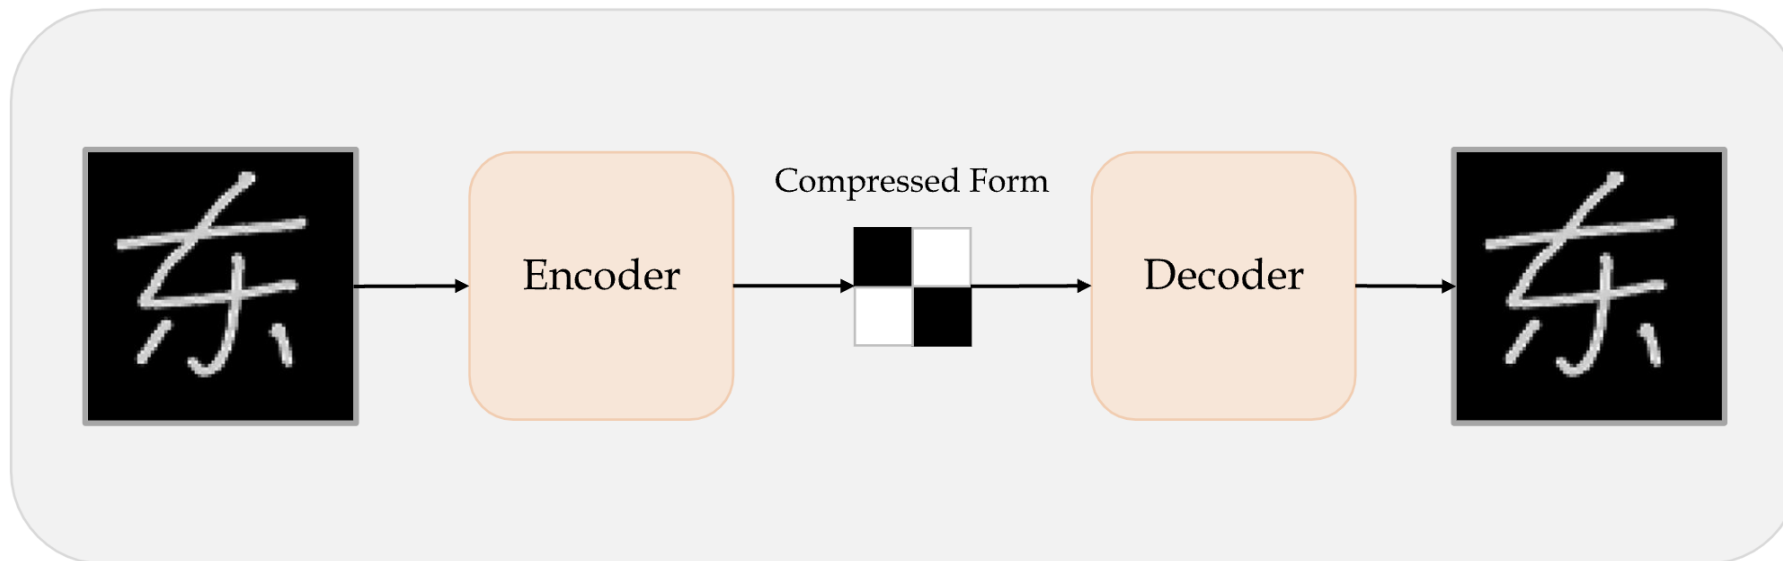 Compressed Form
东
Encoder
Decoder
东